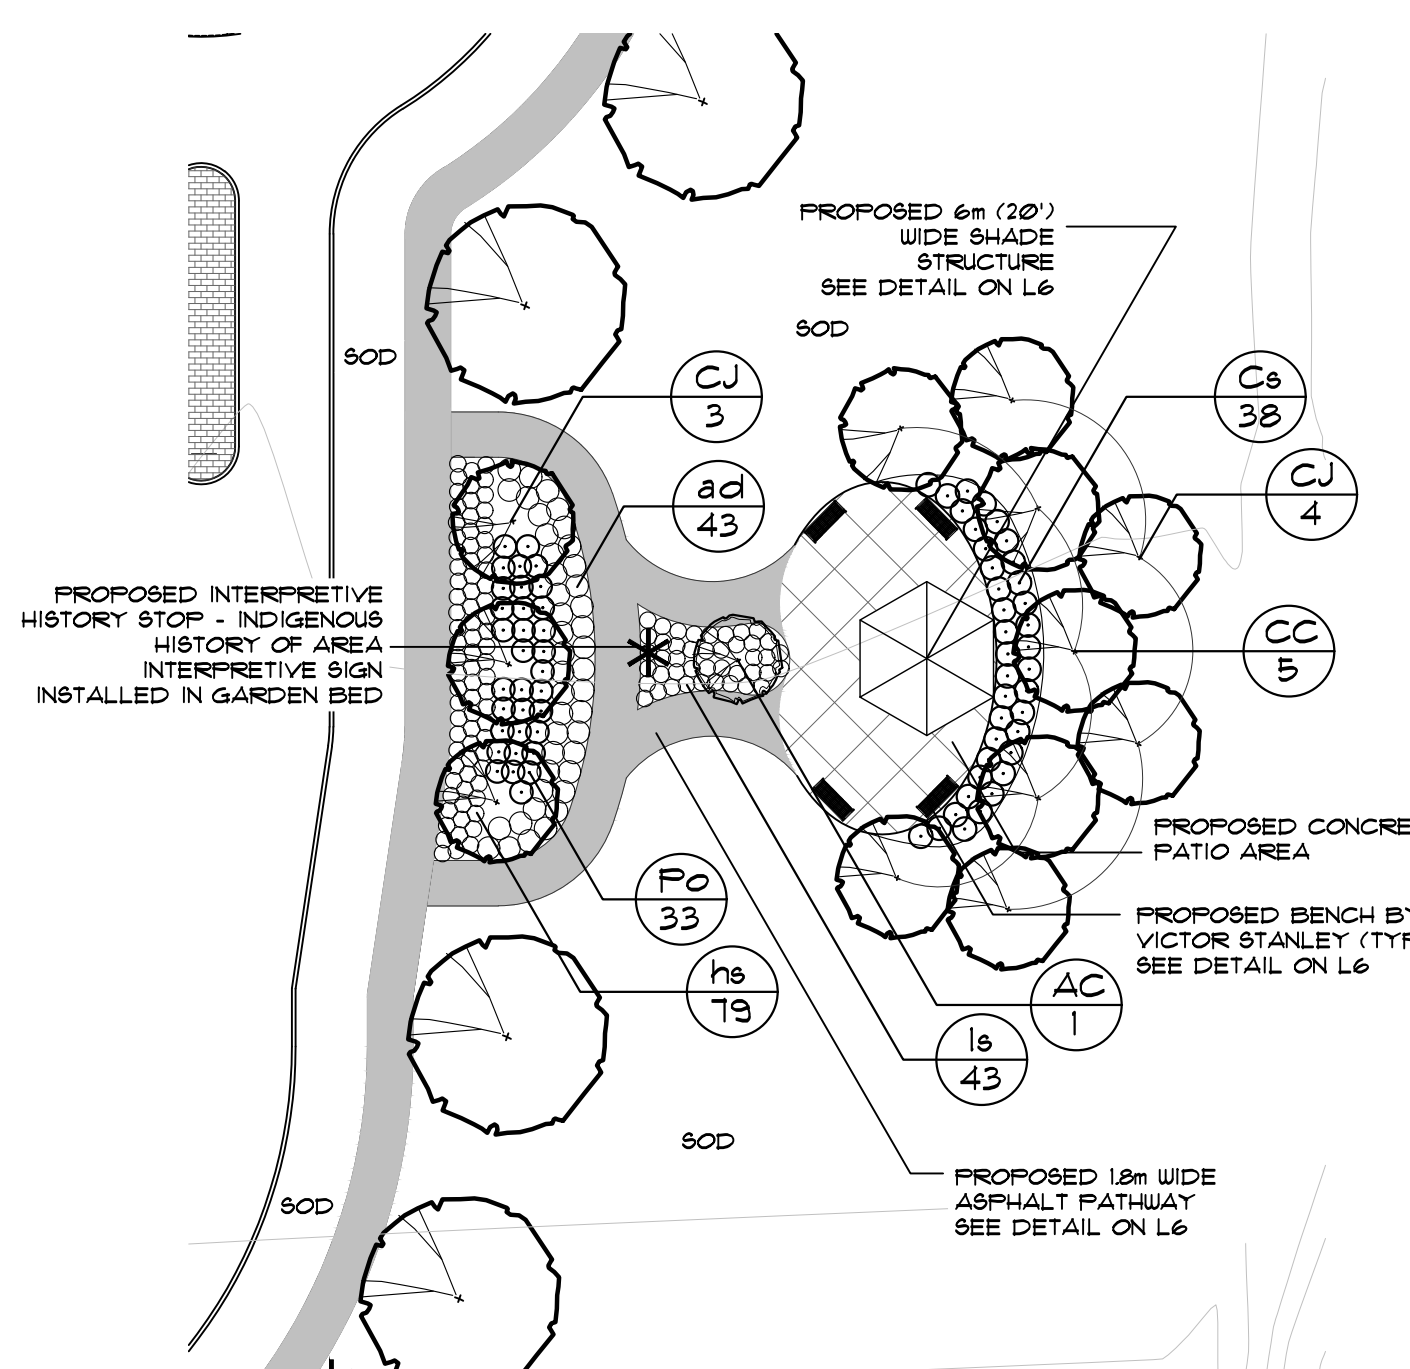 PROPOSED 6m (20')
WIDE SHADE
STRUCTURE
SEE DETAIL ON L6
SOD
SOD
CJ
3
Cs
38
ad
43
CJ
4
PROPOSED INTERPRETIVE
HISTORY STOP - INDIGENOUS
HISTORY OF AREA
INTERPRETIVE SIGN
INSTALLED IN GARDEN BED
CC
5
PROPOSED CONCRE
PATIO AREA
Po
33
PROPOSED BENCH BY
VICTOR STANLEY (TYP
SEE DETAIL ON L6
hs
79
AC
1
ls
43
SOD
PROPOSED 1.8m WIDE
ASPHALT PATHWAY
SEE DETAIL ON L6
SOD